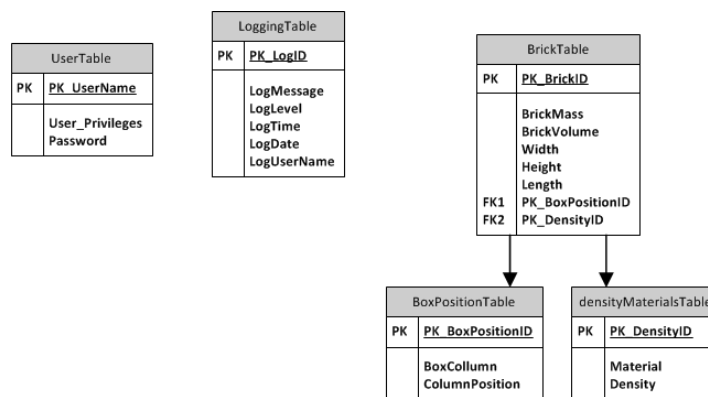 UserTable
PK PK_UserName
User_Privileges
Password
LoggingTable
PK PK_LogID
LogMessage
LogLevel
LogTime
LogDate
LogUserName
BrickTable
PK PK_BrickID
BrickMass
BrickVolume
Width
Height
Length
FK1 PK_BoxPositionID
FK2 PK_DensityID
BoxPositionTable
PK PK_BoxPositionID
BoxCollumn
ColumnPosition
densityMaterialsTable
PK PK_DensityID
Material
Density